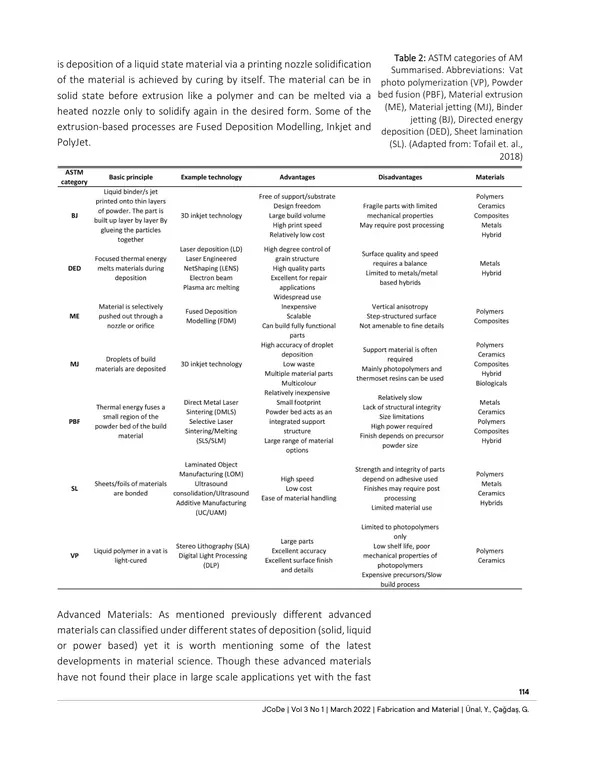 is deposition of a liquid state material via a printing nozzle solidification
of the material is achieved by curing by itself. The material can be in
solid state before extrusion like a polymer and can be melted via a
heated nozzle only to solidify again in the desired form. Some of the
extrusion-based processes are Fused Deposition Modelling, Inkjet and
PolyJet.
Table 2: ASTM categories of AM
Summarised. Abbreviations: Vat
photo polymerization (VP), Powder
bed fusion (PBF), Material extrusion
(ME), Material jetting (MJ), Binder
jetting (BJ), Directed energy
deposition (DED), Sheet lamination
(SL). (Adapted from: Tofail et. al.,
2018)
ASTM
category
Basic principle
Example technology
Advantages
Disadvantages
Materials
BJ
Liquid binder/s jet
printed onto thin layers
of powder. The part is
built up layer by layer By
glueing the particles
together
3D inkjet technology
Free of support/substrate
Design freedom
Large build volume
High print speed
Relatively low cost
Fragile parts with limited
mechanical properties
May require post processing
Polymers
Ceramics
Composites
Metals
Hybrid
DED
Focused thermal energy
melts materials during
deposition
Laser deposition (LD)
Laser Engineered
NetShaping (LENS)
Electron beam
Plasma arc melting
High degree control of
grain structure
High quality parts
Excellent for repair
applications
Surface quality and speed
requires a balance
Limited to metals/metal
based hybrids
Metals
Hybrid
ME
Material is selectively
pushed out through a
nozzle or orifice
Fused Deposition
Modelling (FDM)
Widespread use
Inexpensive
Scalable
Can build fully functional
parts
Vertical anisotropy
Step-structured surface
Not amenable to fine details
Polymers
Composites
MJ
Droplets of build
materials are deposited
3D inkjet technology
High accuracy of droplet
deposition
Low waste
Multiple material parts
Multicolour
Support material is often
required
Mainly photopolymers and
thermoset resins can be used
Polymers
Ceramics
Composites
Hybrid
Biologicals
PBF
Thermal energy fuses a
small region of the
powder bed of the build
material
Direct Metal Laser
Sintering (DMLS)
Selective Laser
Sintering/Melting
(SLS/SLM)
Relatively inexpensive
Small footprint
Powder bed acts as an
integrated support
structure
Large range of material
options
Relatively slow
Lack of structural integrity
Size limitations
High power required
Finish depends on precursor
powder size
Metals
Ceramics
Polymers
Composites
Hybrid
SL
Sheets/foils of materials
are bonded
Laminated Object
Manufacturing (LOM)
Ultrasound
consolidation/Ultrasound
Additive Manufacturing
(UC/UAM)
High speed
Low cost
Ease of material handling
Strength and integrity of parts
depend on adhesive used
Finishes may require post
processing
Limited material use
Polymers
Metals
Ceramics
Hybrids
VP
Liquid polymer in a vat is
light-cured
Stereo Lithography (SLA)
Digital Light Processing
(DLP)
Large parts
Excellent accuracy
Excellent surface finish
and details
Limited to photopolymers
only
Low shelf life, poor
mechanical properties of
photopolymers
Expensive precursors/Slow
build process
Polymers
Ceramics
Advanced Materials: As mentioned previously different advanced
materials can classified under different states of deposition (solid, liquid
or power based) yet it is worth mentioning some of the latest
developments in material science. Though these advanced materials
have not found their place in large scale applications yet with the fast
114
JCoDe | Vol 3 No 1 | March 2022 | Fabrication and Material | Ünal, Y., Çağdaş, G.